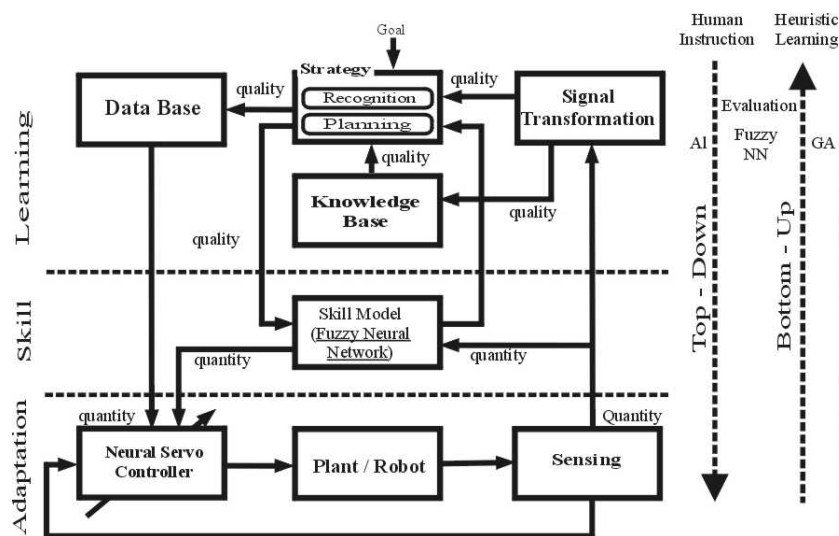 Goal
Human
Instruction
Heuristic
Learning
Strategy
quality
quality
Data Base
Recognition
Planning
Signal
Transformation
Evaluation
AI
Fuzzy
NN
GA
quality
quality
Knowledge
Base
quality
quality
Learning
Top - Down
Bottom - Up
Skill
Skill Model
(Fuzzy Neural
Network)
quantity
quantity
Adaptation
quantity
Quantity
Neural Servo
Controller
Plant / Robot
Sensing